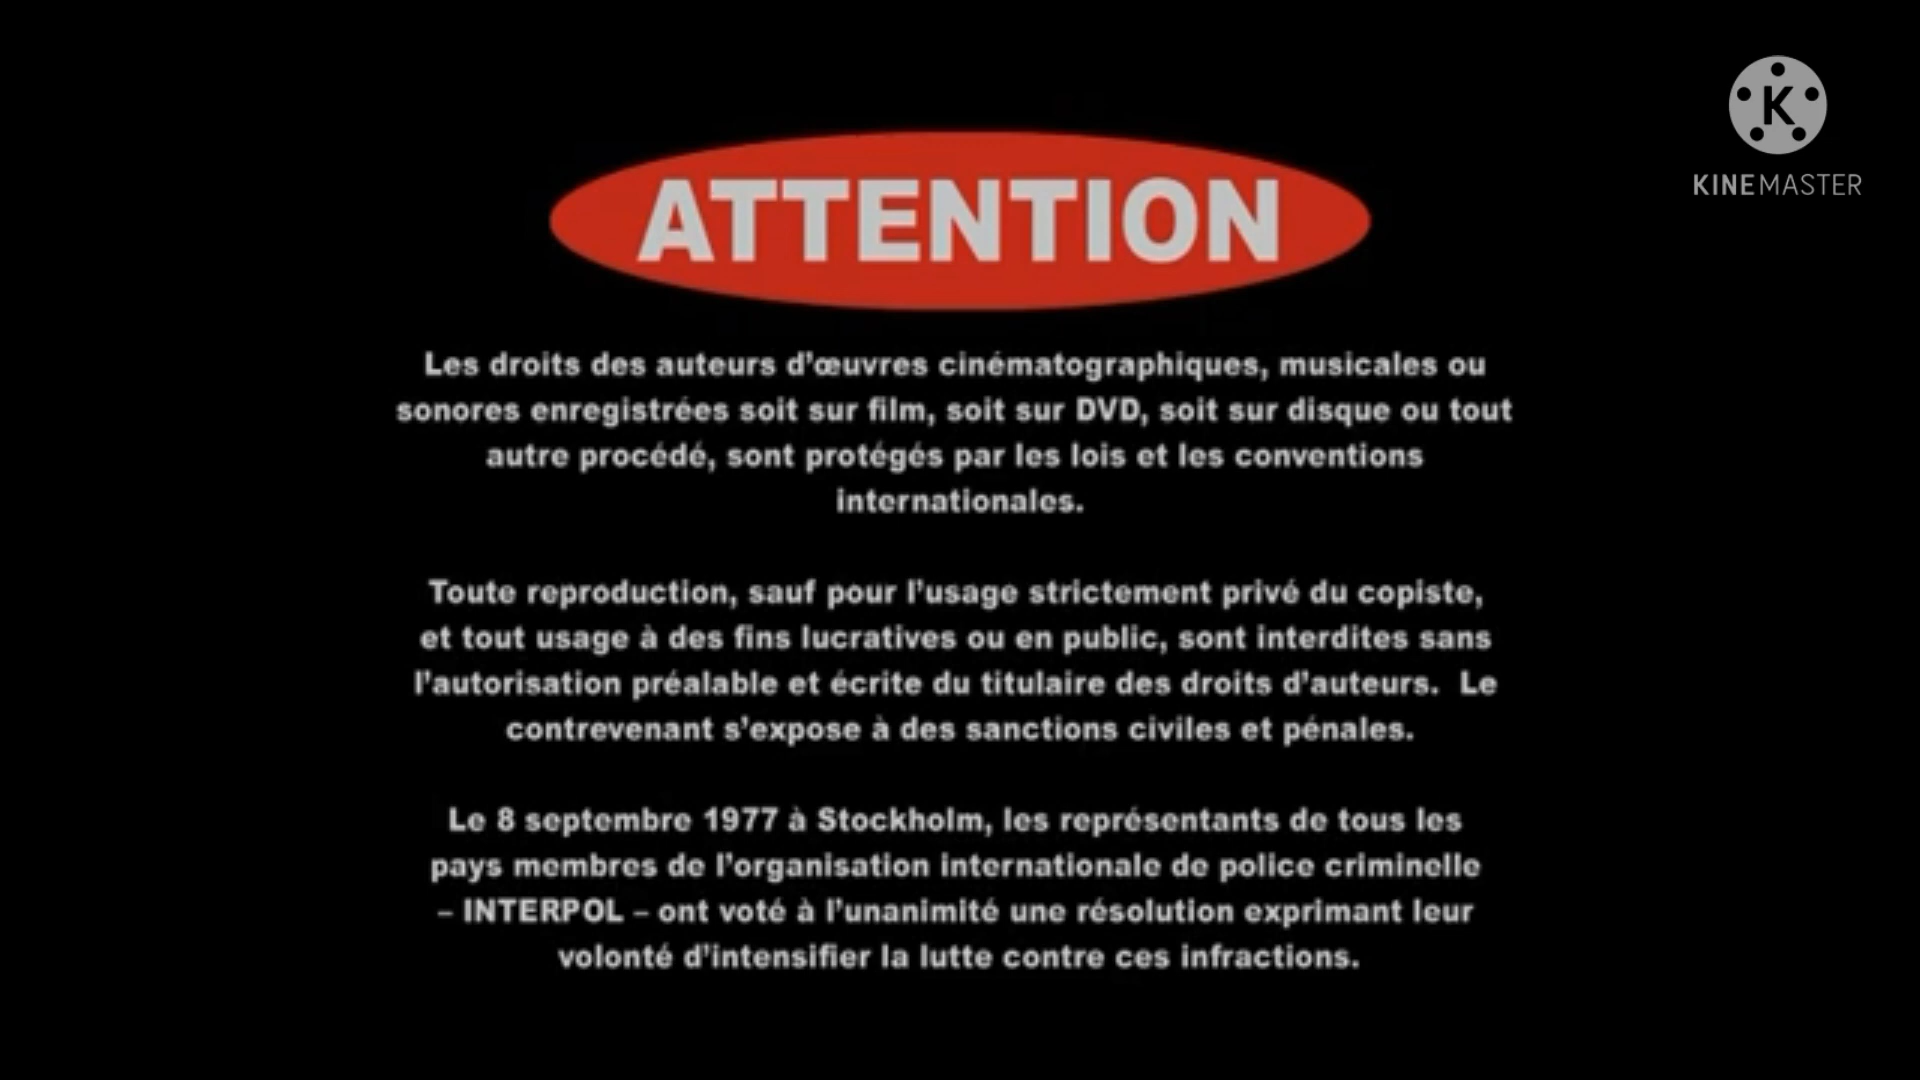 K
KINEMASTER
ATTENTION
Les droits des auteurs d’œuvres cinématographiques, musicales ou
sonores enregistrées soit sur film, soit sur DVD, soit sur disque ou tout
autre procédé, sont protégés par les lois et les conventions
internationales.
Toute reproduction, sauf pour l’usage strictement privé du copiste,
et tout usage à des fins lucratives ou en public, sont interdites sans
l’autorisation préalable et écrite du titulaire des droits d’auteurs.  Le
contrevenant s’expose à des sanctions civiles et pénales.
Le 8 septembre 1977 à Stockholm, les représentants de tous les
pays membres de l’organisation internationale de police criminelle
– INTERPOL – ont voté à l’unanimité une résolution exprimant leur
volonté d’intensifier la lutte contre ces infractions.